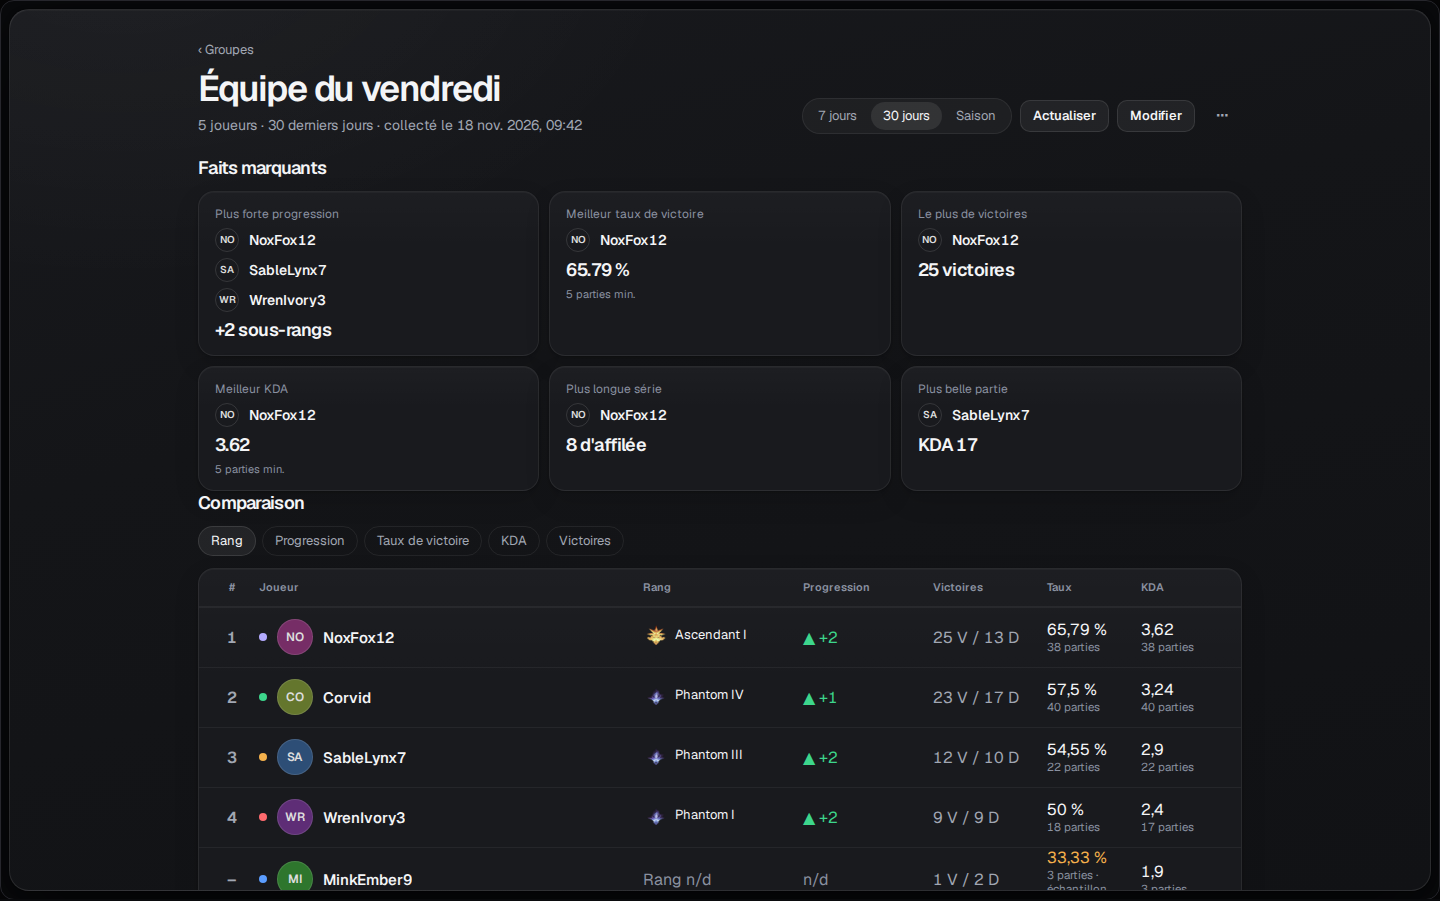 ‹ Groupes
Équipe du vendredi
5 joueurs · 30 derniers jours · collecté le 18 nov. 2026, 09:42
7 jours 30 jours Saison Actualiser Modifier ···
Faits marquants
Plus forte progression
NO NoxFox12
SA SableLynx7
WR WrenIvory3
+2 sous-rangs
Meilleur taux de victoire
NO NoxFox12
65.79 %
5 parties min.
Le plus de victoires
NO NoxFox12
25 victoires
Meilleur KDA
NO NoxFox12
3.62
5 parties min.
Plus longue série
NO NoxFox12
8 d'affilée
Plus belle partie
SA SableLynx7
KDA 17
Comparaison
Rang Progression Taux de victoire KDA Victoires
# Joueur Rang Progression Victoires Taux KDA
1 NO NoxFox12 Ascendant I ▲ +2 25 V / 13 D 65,79 % 3,62
38 parties 38 parties
2 CO Corvid Phantom IV ▲ +1 23 V / 17 D 57,5 % 3,24
40 parties 40 parties
3 SA SableLynx7 Phantom III ▲ +2 12 V / 10 D 54,55 % 2,9
22 parties 22 parties
4 WR WrenIvory3 Phantom I ▲ +2 9 V / 9 D 50 % 2,4
18 parties 17 parties
– MI MinkEmber9 Rang n/d n/d 1 V / 2 D 33,33 % 1,9
3 parties · 3 parties
échantillon